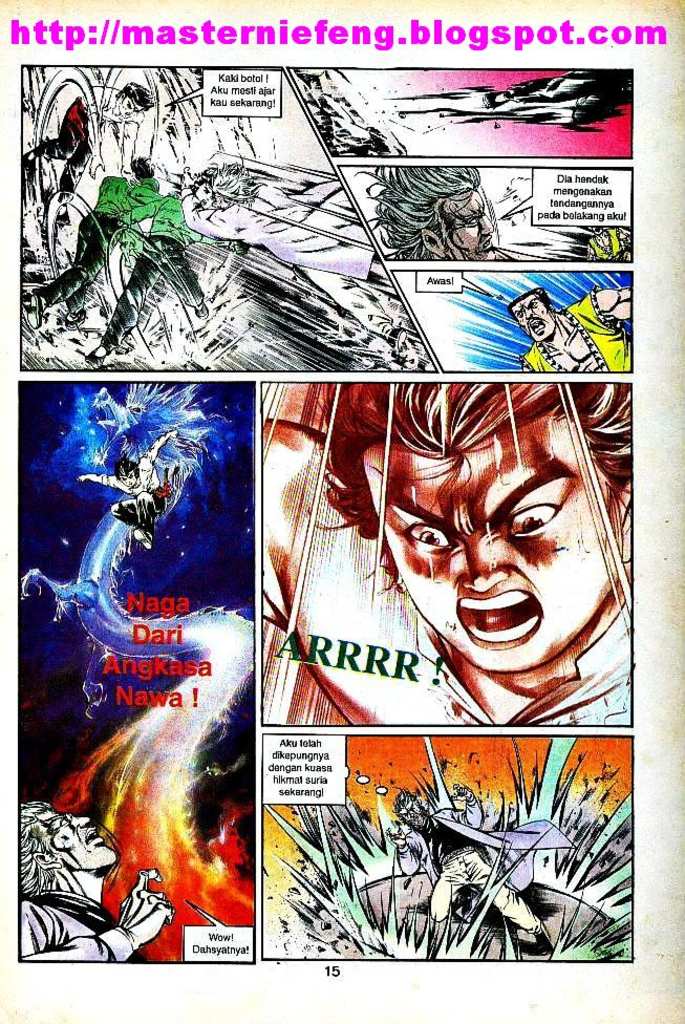 http://masterniefeng.blogspot.com
Kaki botol !
Aku mesti ajar
kau sekarang!
Dia hendak
mengenakan
tendangannya
pada belakang aku!
Awas!
Naga
Dari
Angkasa
Nawa !
Wow!
Dahsyatnya!
ARRRR !
Aku telah
dikepungnya
dengan kuasa
hikmat suria
sekarang!
15